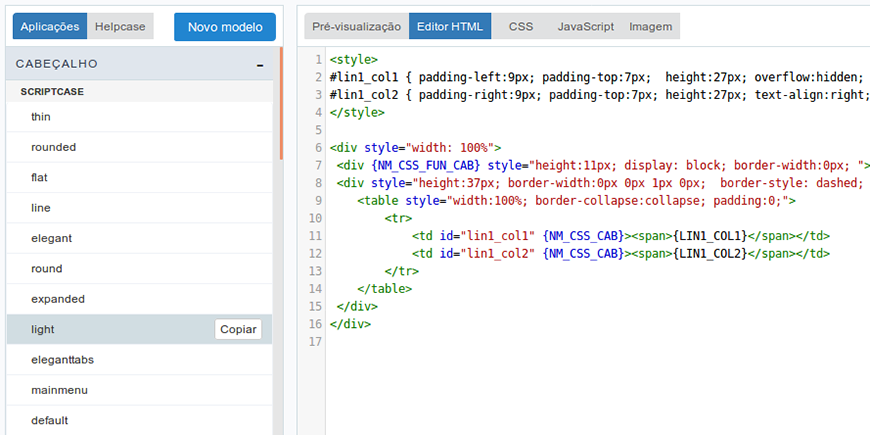 Aplicações Helpcase Novo modelo
CABEÇALHO -
SCRIPTCASE
thin
rounded
flat
line
elegant
round
expanded
light Copiar
eleganttabs
mainmenu
default
Pré-visualização Editor HTML CSS JavaScript Imagem
1 <style>
2 #lin1_col1 { padding-left:9px; padding-top:7px;  height:27px; overflow:hidden;
3 #lin1_col2 { padding-right:9px; padding-top:7px; height:27px; text-align:right;
4 </style>
5
6 <div style="width: 100%">
7  <div {NM_CSS_FUN_CAB} style="height:11px; display: block; border-width:0px; ">
8  <div style="height:37px; border-width:0px 0px 1px 0px;  border-style: dashed;
9     <table style="width:100%; border-collapse:collapse; padding:0;">
10         <tr>
11             <td id="lin1_col1" {NM_CSS_CAB}><span>{LIN1_COL1}</span></td>
12             <td id="lin1_col2" {NM_CSS_CAB}><span>{LIN1_COL2}</span></td>
13         </tr>
14     </table>
15  </div>
16 </div>
17